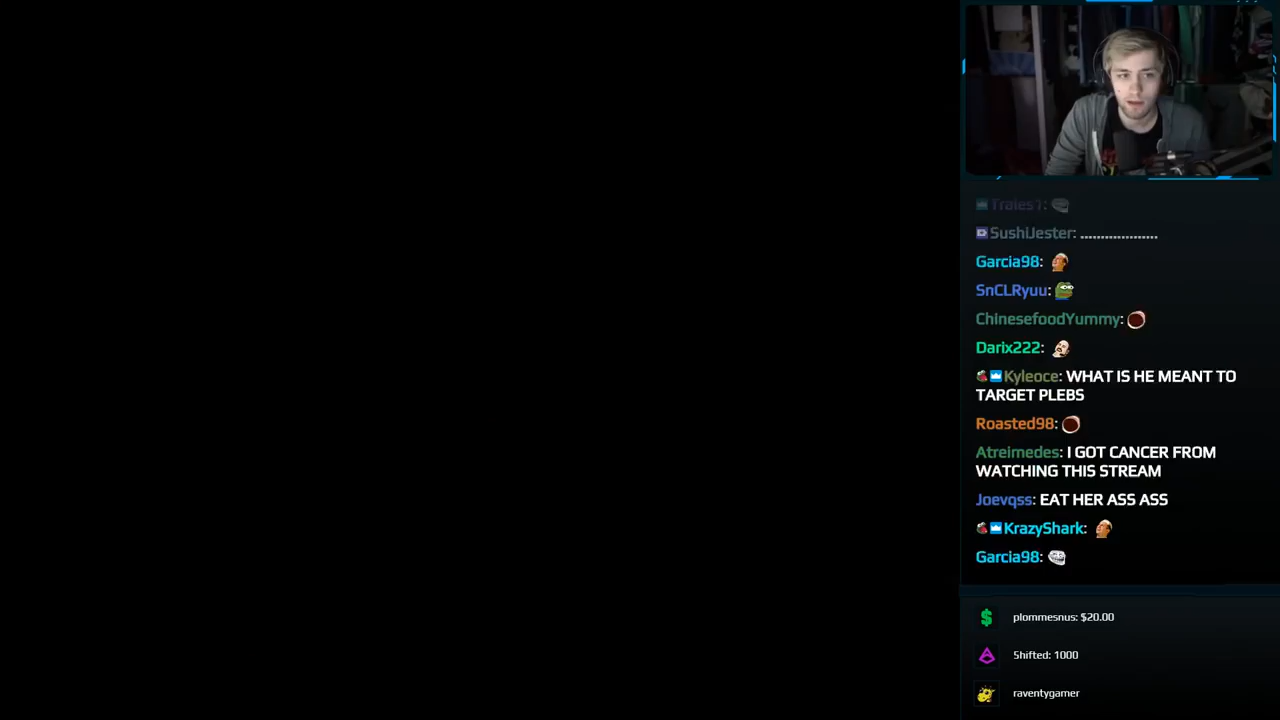 Trales1:
SushiJester: ...................
Garcia98:
SnCLRyuu:
ChinesefoodYummy:
Darix222:
Kyleoce: WHAT IS HE MEANT TO
TARGET PLEBS
Roasted98:
Atreimedes: I GOT CANCER FROM
WATCHING THIS STREAM
Joevqss: EAT HER ASS ASS
KrazyShark:
Garcia98:
plommesnus: $20.00
Shifted: 1000
raventygamer